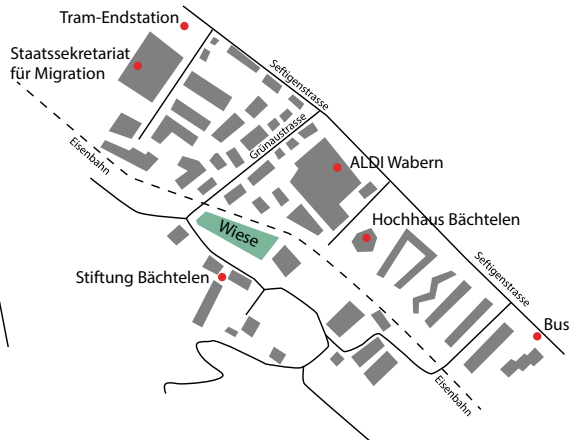 Tram-Endstation
Staatssekretariat
für Migration
Seftigenstrasse
Grünaustrasse
Eisenbahn
ALDI Wabern
Hochhaus Bächtelen
Wiese
Stiftung Bächtelen
Seftigenstrasse
Bus
Eisenbahn